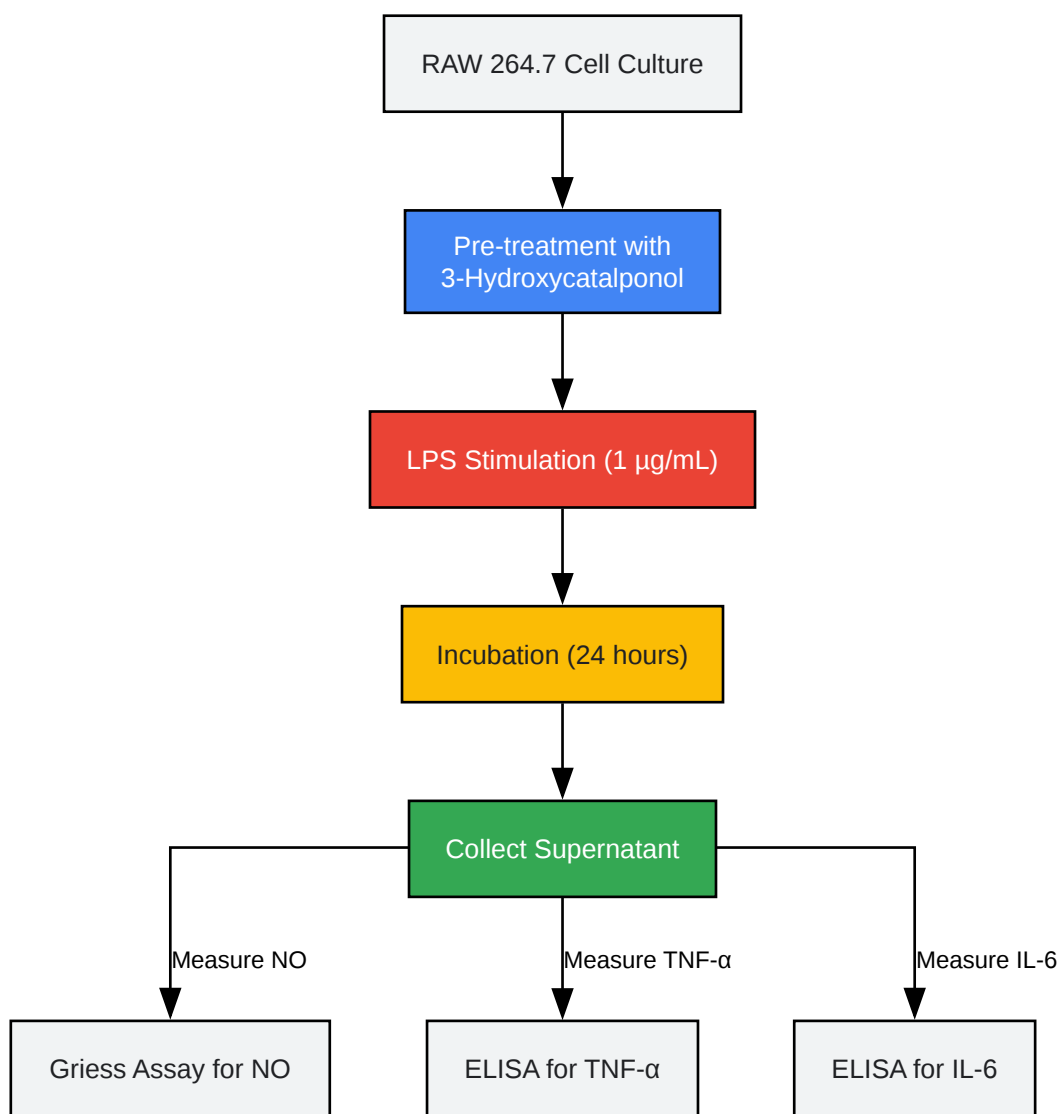 RAW 264.7 Cell Culture
Pre-treatment with
3-Hydroxycatalponol
LPS Stimulation (1 µg/mL)
Incubation (24 hours)
Collect Supernatant
Measure NO
Measure TNF-α
Measure IL-6
Griess Assay for NO
ELISA for TNF-α
ELISA for IL-6